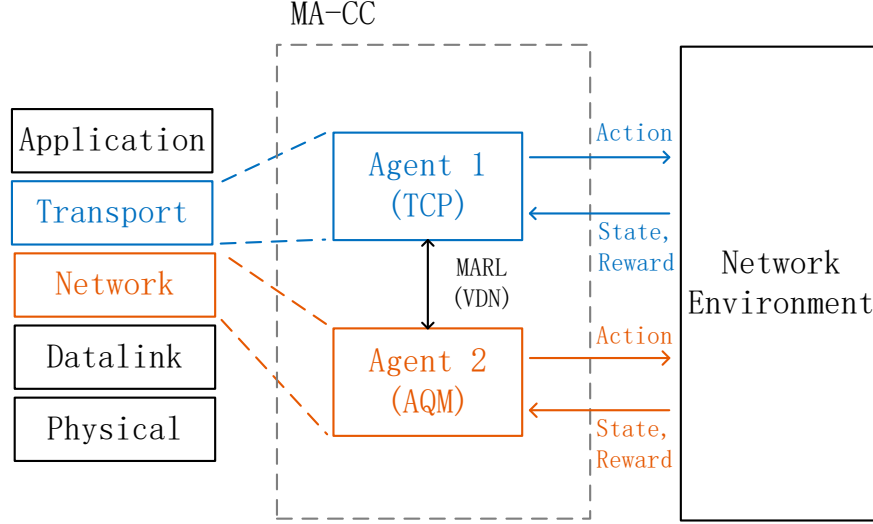 MA-CC
Application
Transport
Network
Datalink
Physical
Agent 1
(TCP)
MARL
(VDN)
Agent 2
(AQM)
Action
State,
Reward
Action
State,
Reward
Network
Environment